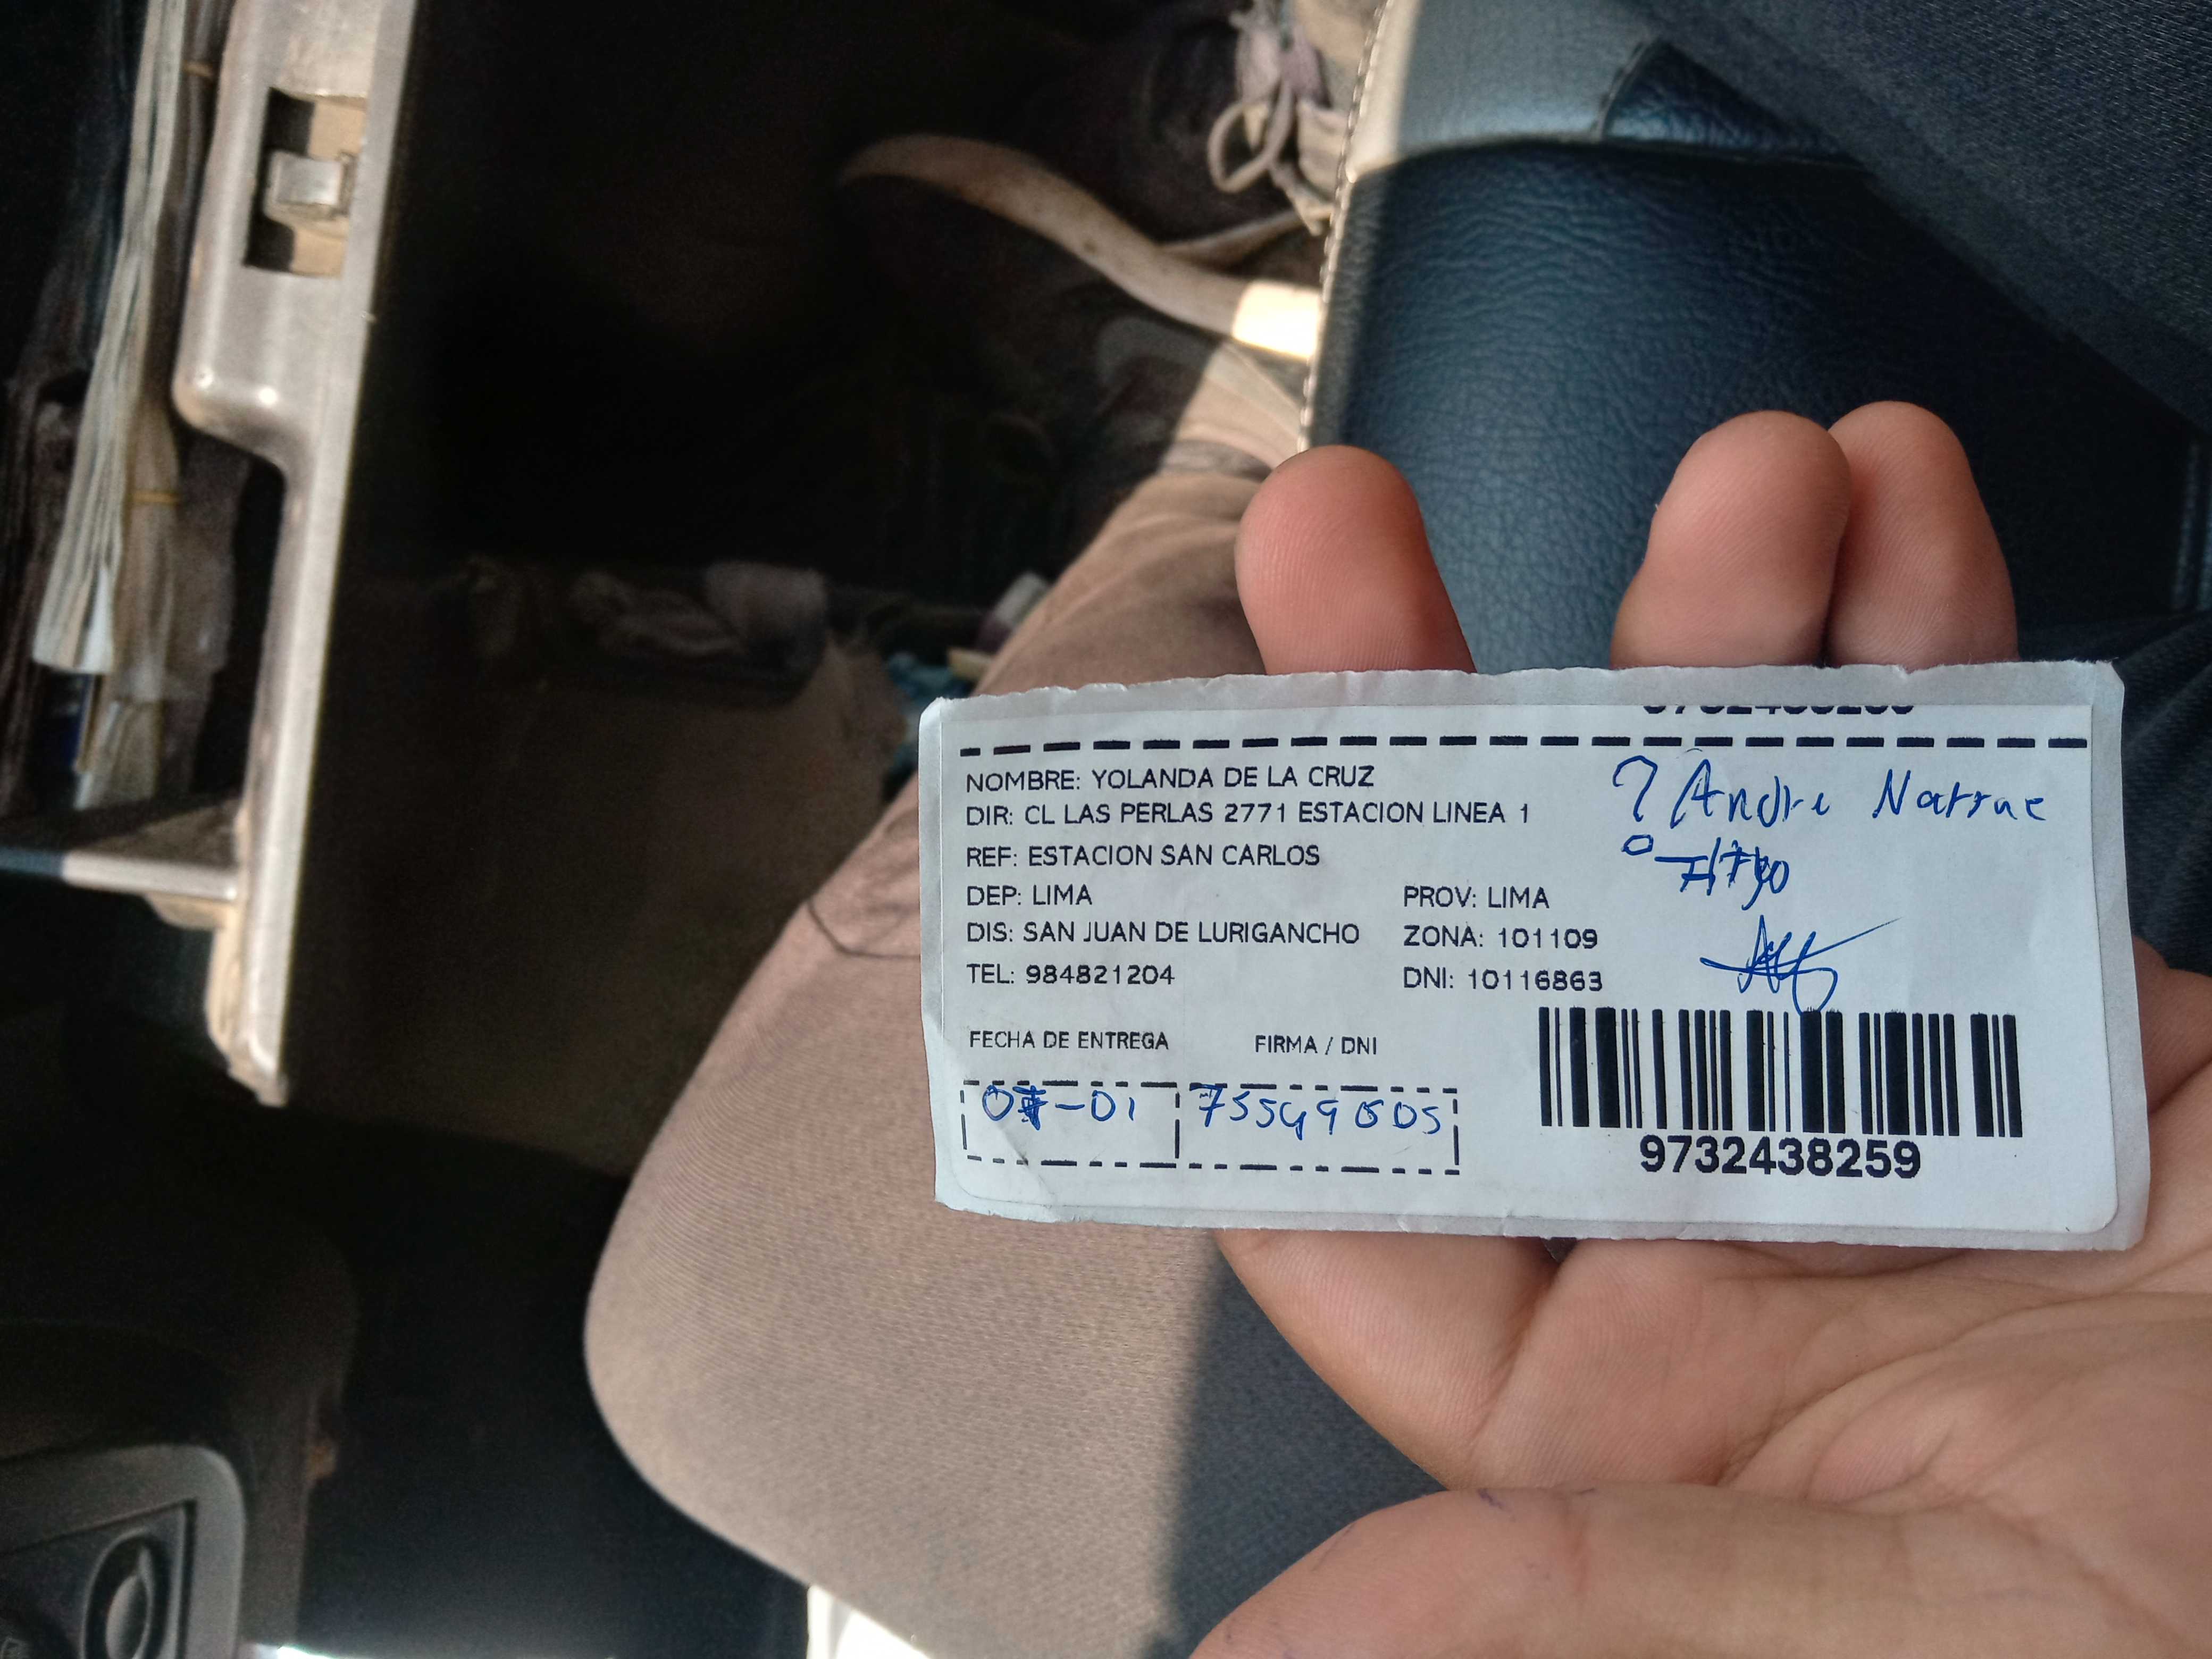 NOMBRE: YOLANDA DE LA CRUZ
DIR: CL LAS PERLAS 2771 ESTACION LINEA 1
REF: ESTACION SAN CARLOS
DEP: LIMA PROV: LIMA
DIS: SAN JUAN DE LURIGANCHO ZONA: 101109
TEL: 984821204 DNI: 10116863
Andre
FECHA DE ENTREGA FIRMA / DNI
9732438259